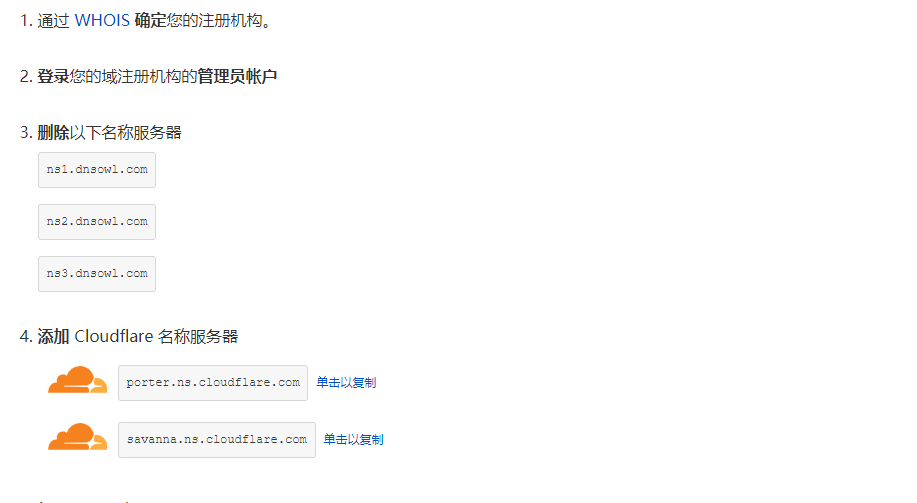 1. 通过 WHOIS 确定您的注册机构。
2. 登录您的域注册机构的管理员帐户
3. 删除以下名称服务器
ns1.dnsowl.com
ns2.dnsowl.com
ns3.dnsowl.com
4. 添加 Cloudflare 名称服务器
porter.ns.cloudflare.com 单击以复制
savanna.ns.cloudflare.com 单击以复制